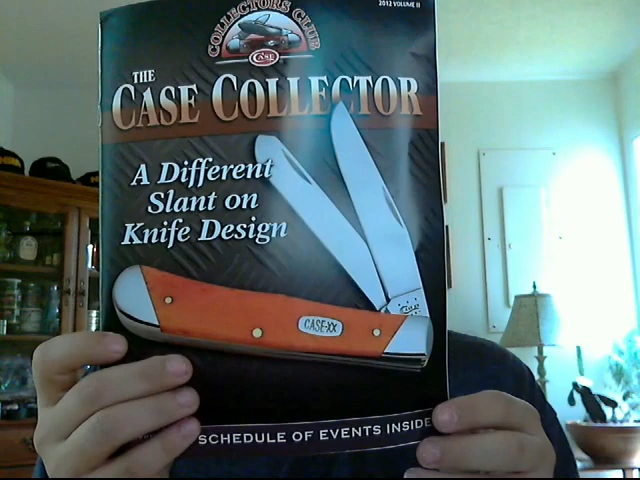 2012 VOLUME II
COLLECTORS CLUB
CASE
THE
CASE COLLECTOR
A Different
Slant on
Knife Design
CASE XX
SCHEDULE OF EVENTS INSIDE